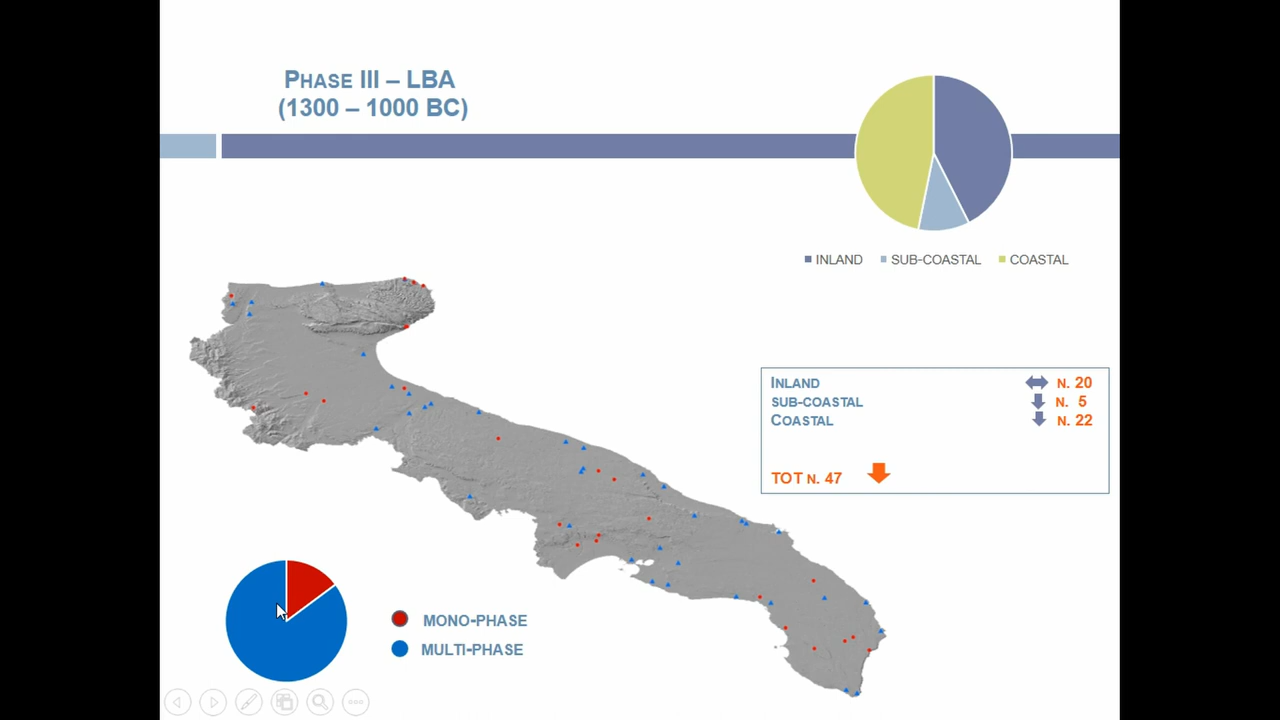 PHASE III – LBA
(1300 – 1000 BC)
INLAND SUB-COASTAL COASTAL
INLAND N. 20
SUB-COASTAL N. 5
COASTAL N. 22
TOT N. 47
MONO-PHASE
MULTI-PHASE